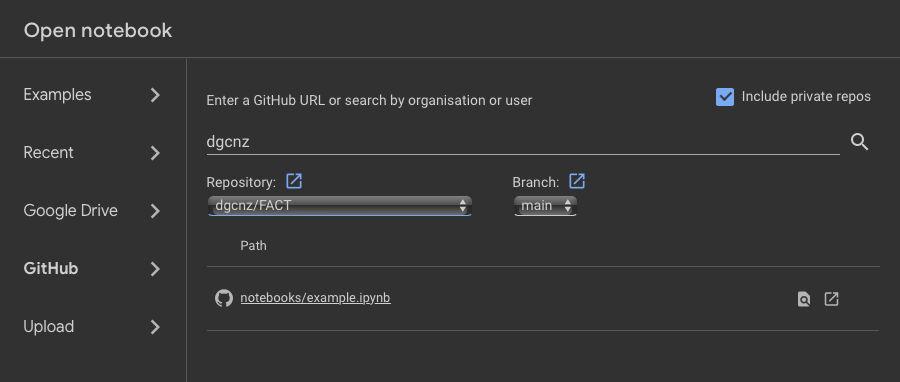 Open notebook
Examples
Recent
Google Drive
GitHub
Upload
Enter a GitHub URL or search by organisation or user
Include private repos
dgcnz
Repository:
Branch:
dgcnz/FACT
main
Path
notebooks/example.ipynb